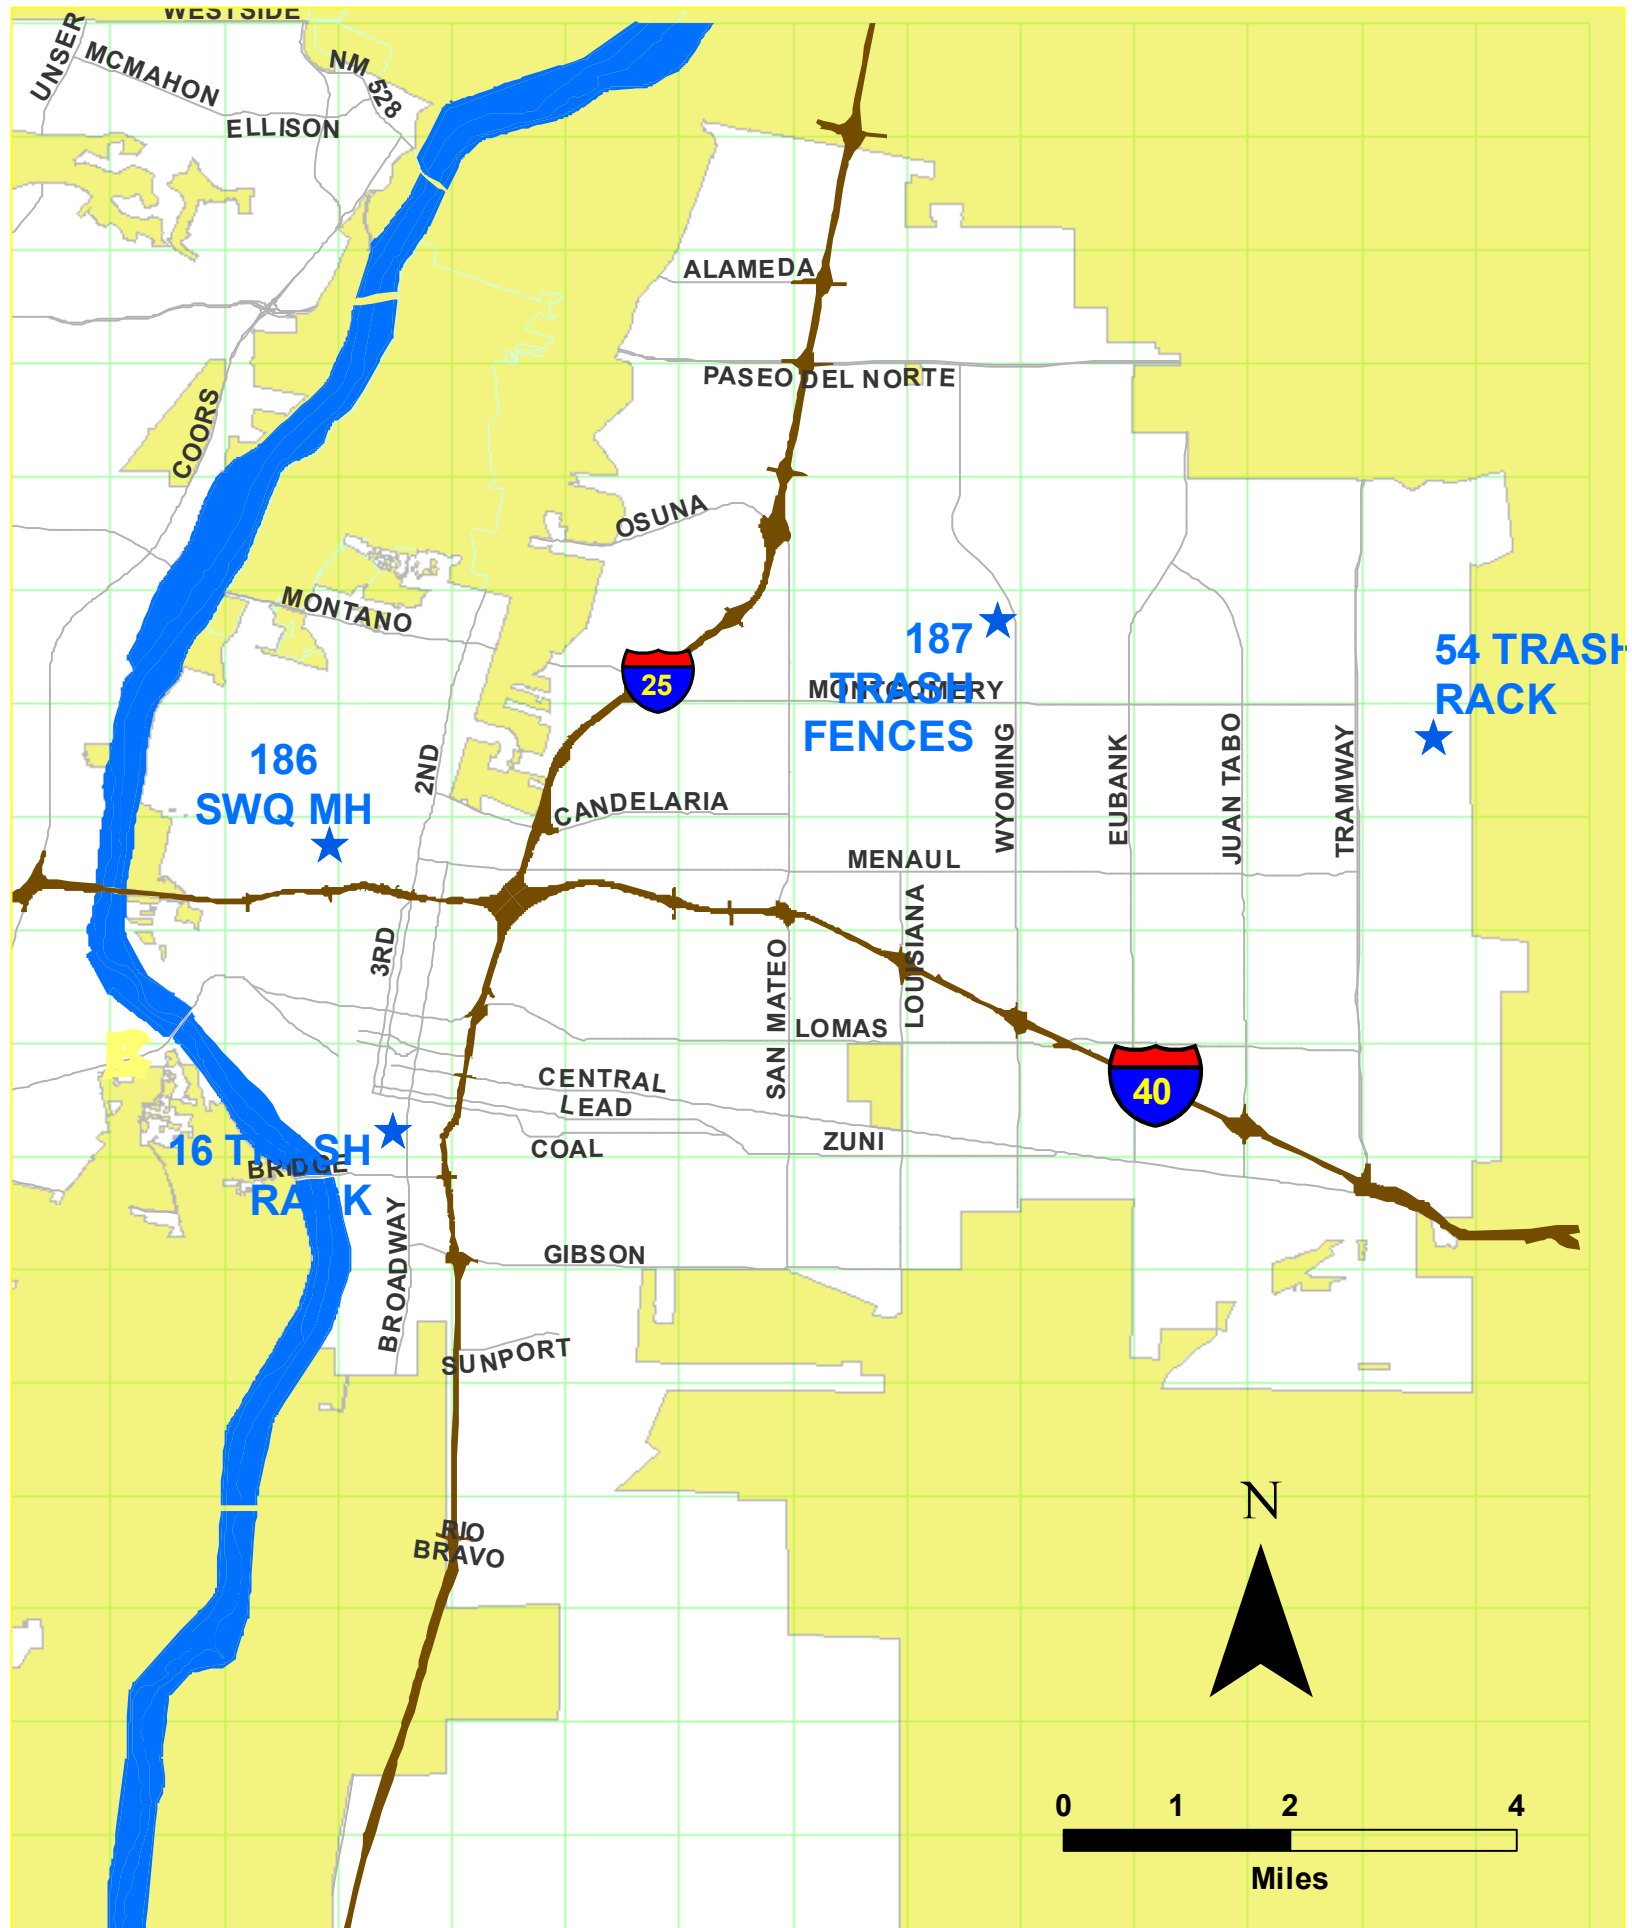 WESTSIDE
UNSER
MCMAHON
NM 528
ELLISON
ALAMEDA
PASEO DEL NORTE
COORS
OSUNA
MONTANO
187
TRASH
FENCES
54 TRASH
RACK
25
MONTGOMERY
186
SWQ MH
2ND
CANDELARIA
WYOMING
EUBANK
JUAN TABO
TRAMWAY
MENAUL
3RD
SAN MATEO
LOUISIANA
LOMAS
CENTRAL
LEAD
40
COAL
ZUNI
16 TRASH
RACK
BRIDGE
BROADWAY
GIBSON
SUNPORT
N
RIO
BRAVO
0 1 2 4
Miles